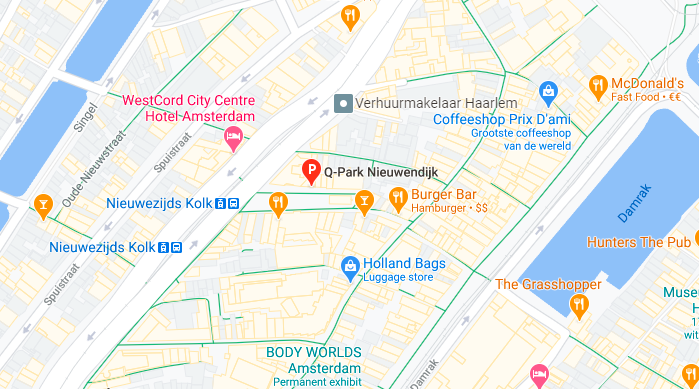 McDonald's
Fast Food • €€
WestCord City Centre
Hotel Amsterdam
Verhuurmakelaar Haarlem
Coffeeshop Prix D'ami
Grootste coffeeshop
van de wereld
Singel
Oude-Nieuwstraat
Spuistraat
P
Q-Park Nieuwendijk
Nieuwezijds Kolk
Burger Bar
Hamburger • $$
Damrak
Nieuwezijds Kolk
Hunters The Pub
Spuistraat
Holland Bags
Luggage store
The Grasshopper
Muse
H
1
wit
BODY WORLDS
Amsterdam
Permanent exhibit
Damrak